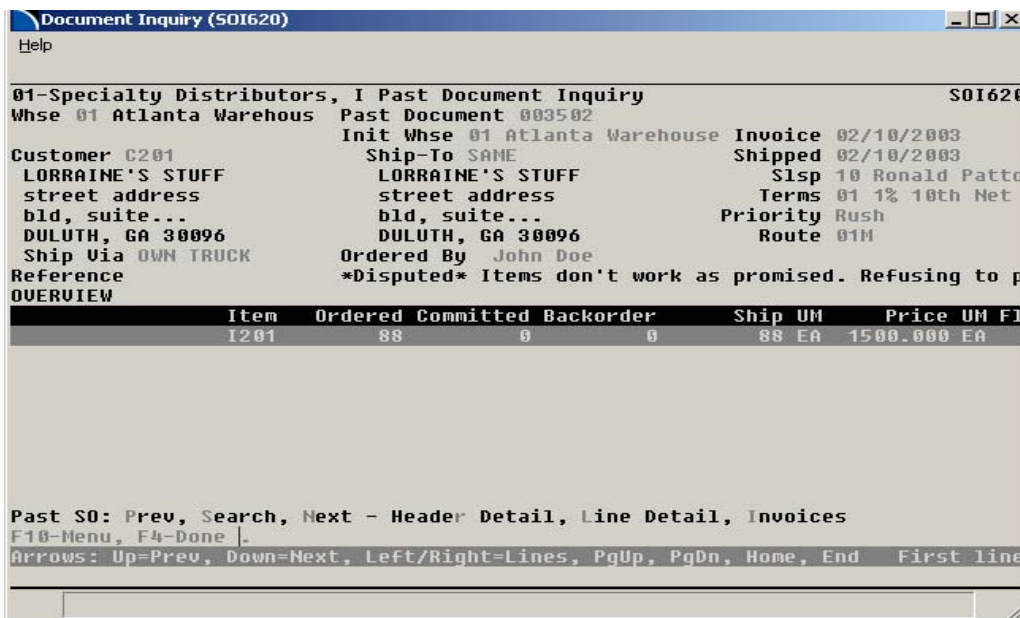 Document Inquiry (SOI620)
Help
01-Specialty Distributors, I Past Document Inquiry SOI620
Whse 01 Atlanta Warehous Past Document 003502
Init Whse 01 Atlanta Warehouse Invoice 02/10/2003
Customer C201 Ship-To SAME Shipped 02/10/2003
LORRAINE'S STUFF LORRAINE'S STUFF Slsp 10 Ronald Patto
street address street address Terms 01 1% 10th Net
bld, suite... bld, suite... Priority Rush
DULUTH, GA 30096 DULUTH, GA 30096 Route 01M
Ship Via OWN TRUCK Ordered By John Doe
Reference *Disputed* Items don't work as promised. Refusing to p
OVERVIEW
Item Ordered Committed Backorder Ship UM Price UM Fl
I201 88 0 0 88 EA 1500.000 EA
Past SO: Prev, Search, Next - Header Detail, Line Detail, Invoices
F10-Menu, F4-Done .
Arrows: Up=Prev, Down=Next, Left/Right=Lines, PgUp, PgDn, Home, End First line